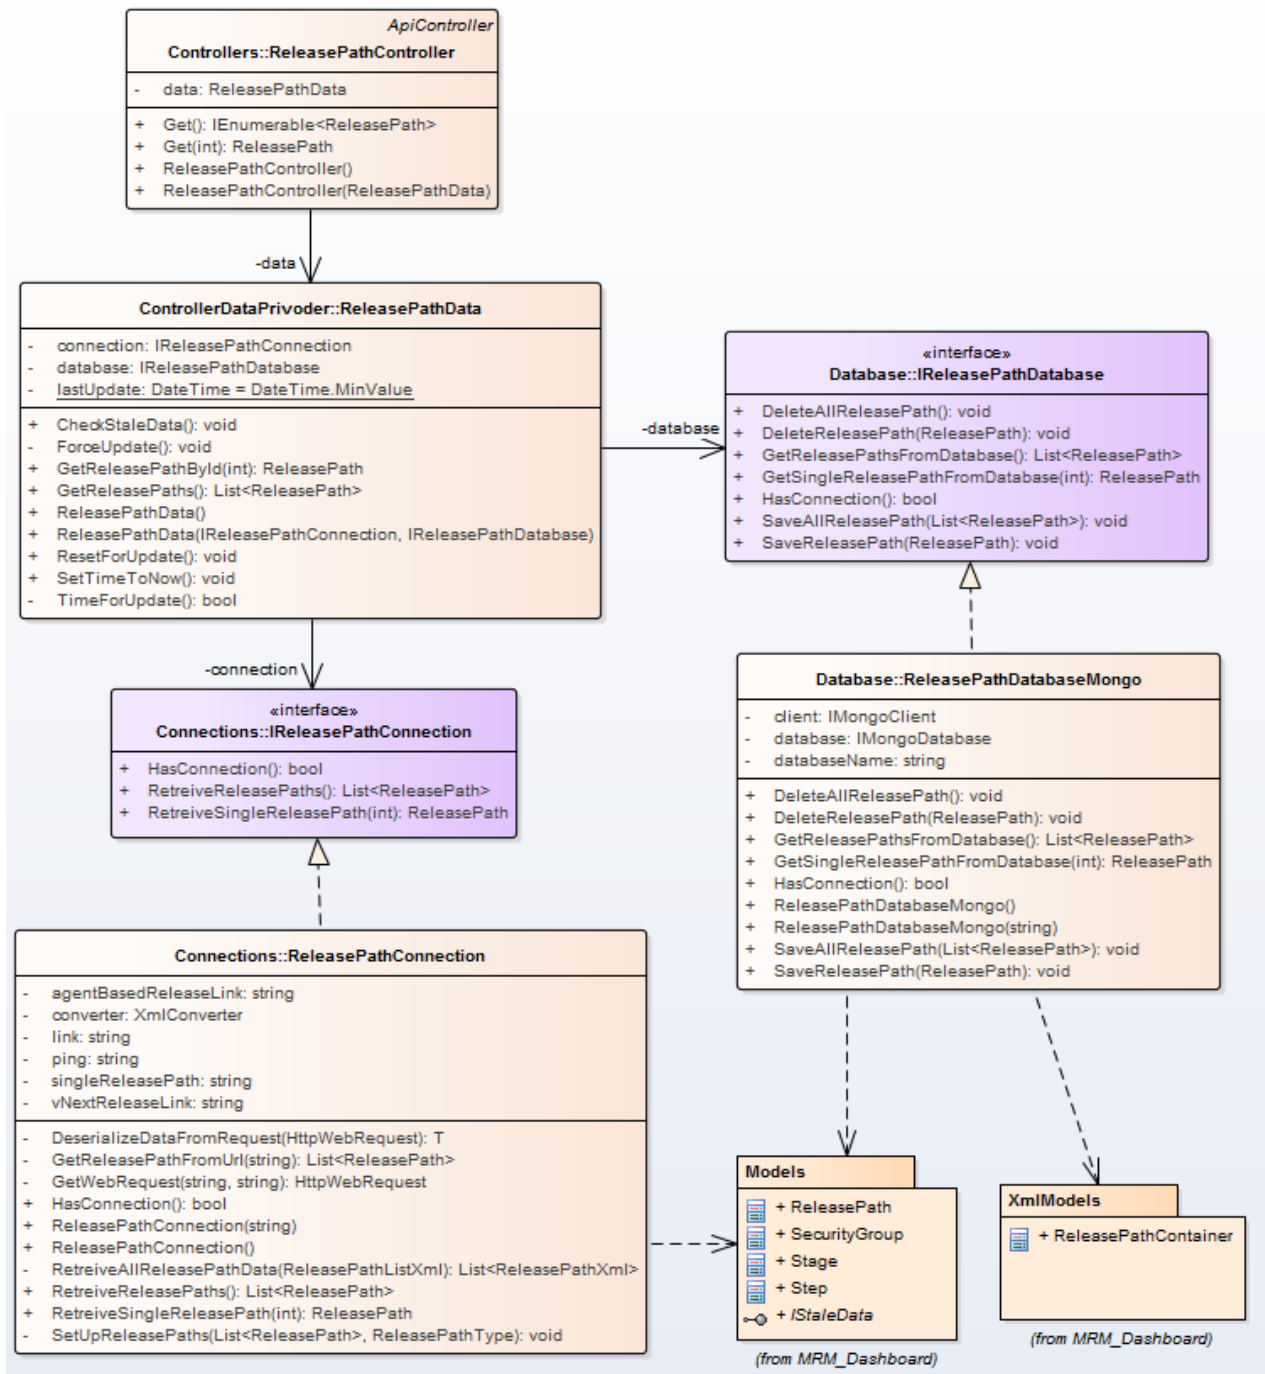 ApiController
Controllers::ReleasePathController
- data: ReleasePathData
+ Get(): IEnumerable<ReleasePath>
+ Get(int): ReleasePath
+ ReleasePathController()
+ ReleasePathController(ReleasePathData)
-data
ControllerDataPrivoder::ReleasePathData
- connection: IReleasePathConnection
- database: IReleasePathDatabase
- lastUpdate: DateTime = DateTime.MinValue
+ CheckStaleData(): void
- ForceUpdate(): void
+ GetReleasePathById(int): ReleasePath
+ GetReleasePaths(): List<ReleasePath>
+ ReleasePathData()
+ ReleasePathData(IReleasePathConnection, IReleasePathDatabase)
+ ResetForUpdate(): void
+ SetTimeToNow(): void
- TimeForUpdate(): bool
-database
«interface»
Database::IReleasePathDatabase
+ DeleteAllReleasePath(): void
+ DeleteReleasePath(ReleasePath): void
+ GetReleasePathsFromDatabase(): List<ReleasePath>
+ GetSingleReleasePathFromDatabase(int): ReleasePath
+ HasConnection(): bool
+ SaveAllReleasePath(List<ReleasePath>): void
+ SaveReleasePath(ReleasePath): void
-connection
«interface»
Connections::IReleasePathConnection
+ HasConnection(): bool
+ RetreiveReleasePaths(): List<ReleasePath>
+ RetreiveSingleReleasePath(int): ReleasePath
Database::ReleasePathDatabaseMongo
- client: IMongoClient
- database: IMongoDatabase
- databaseName: string
+ DeleteAllReleasePath(): void
+ DeleteReleasePath(ReleasePath): void
+ GetReleasePathsFromDatabase(): List<ReleasePath>
+ GetSingleReleasePathFromDatabase(int): ReleasePath
+ HasConnection(): bool
+ ReleasePathDatabaseMongo()
+ ReleasePathDatabaseMongo(string)
+ SaveAllReleasePath(List<ReleasePath>): void
+ SaveReleasePath(ReleasePath): void
Connections::ReleasePathConnection
- agentBasedReleaseLink: string
- converter: XmlConverter
- link: string
- ping: string
- singleReleasePath: string
- vNextReleaseLink: string
- DeserializeDataFromRequest(HttpWebRequest): T
- GetReleasePathFromUrl(string): List<ReleasePath>
- GetWebRequest(string, string): HttpWebRequest
+ HasConnection(): bool
+ ReleasePathConnection(string)
+ ReleasePathConnection()
- RetreiveAllReleasePathData(ReleasePathListXml): List<ReleasePathXml>
+ RetreiveReleasePaths(): List<ReleasePath>
+ RetreiveSingleReleasePath(int): ReleasePath
- SetUpReleasePaths(List<ReleasePath>, ReleasePathType): void
Models
+ ReleasePath
+ SecurityGroup
+ Stage
+ Step
+ IStaleData
(from MRM_Dashboard)
XmlModels
+ ReleasePathContainer
(from MRM_Dashboard)